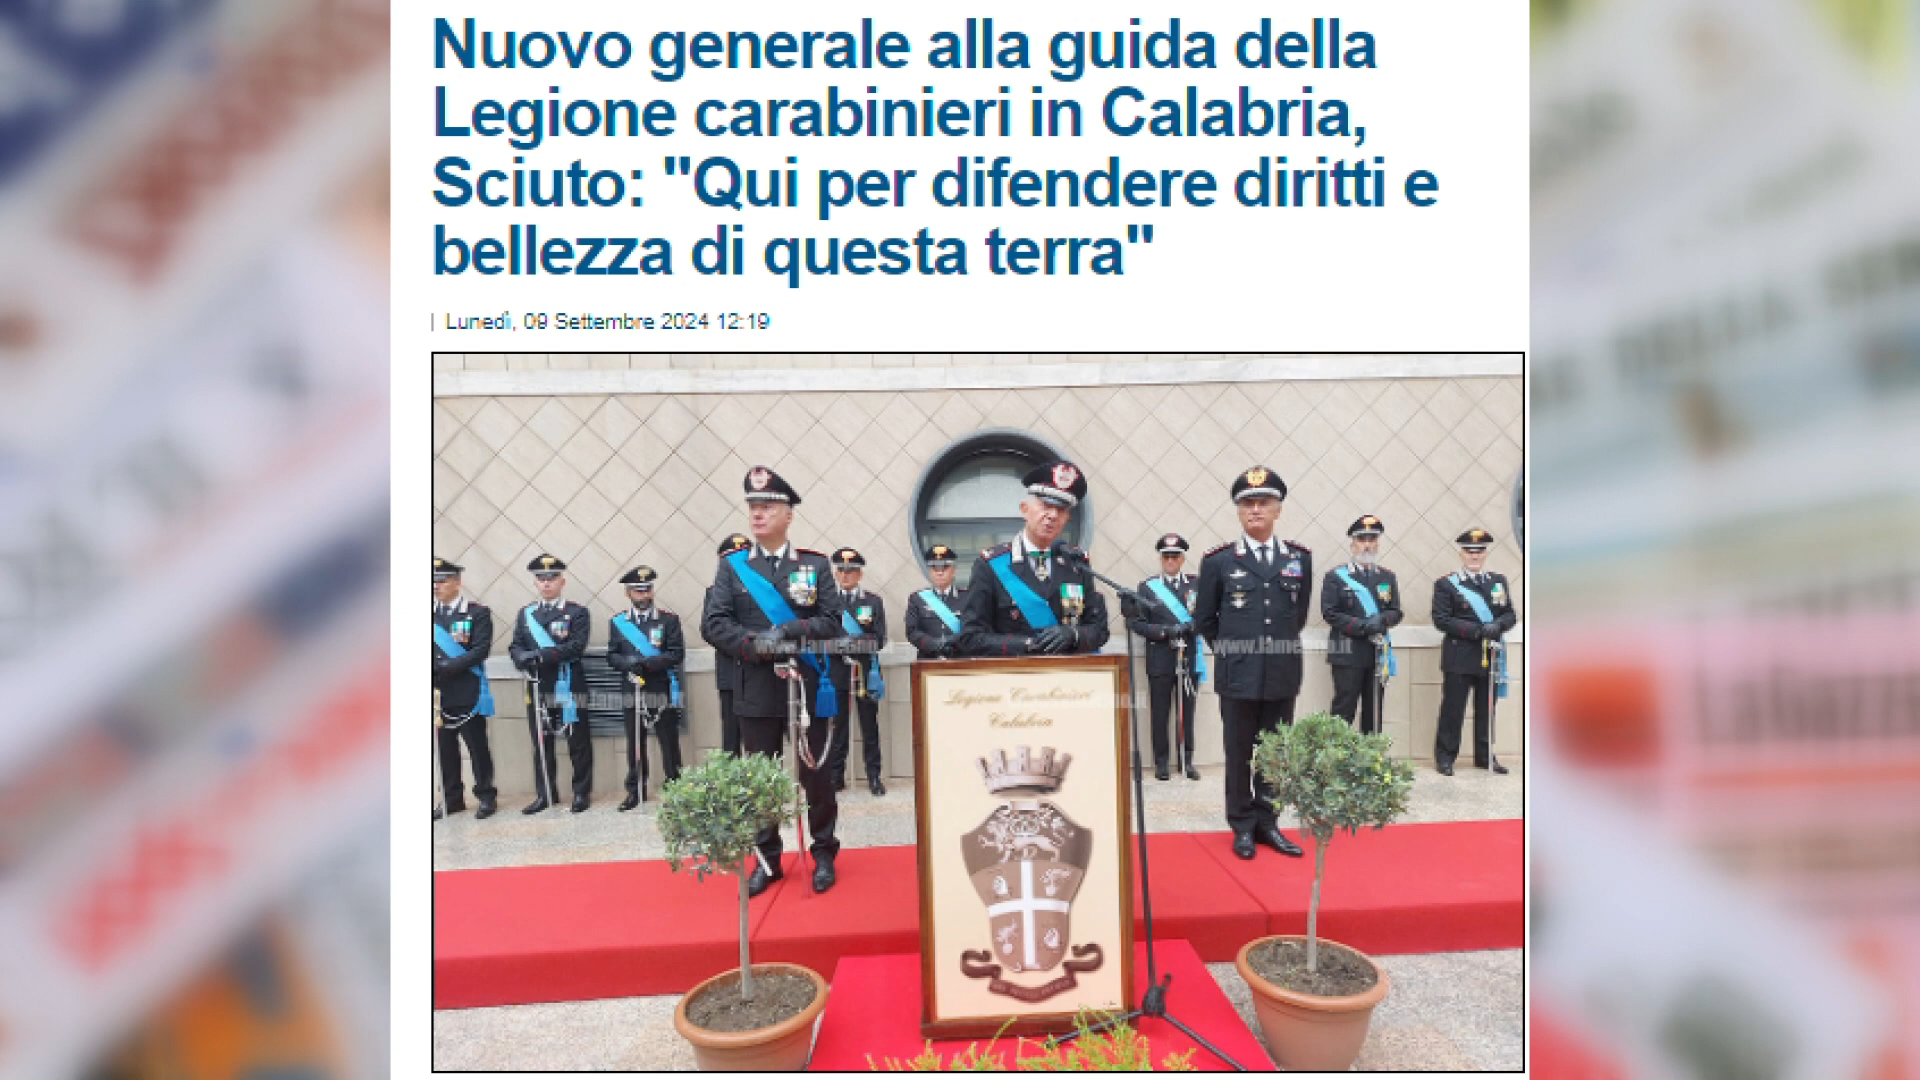 Nuovo generale alla guida della
Legione carabinieri in Calabria,
Sciuto: "Qui per difendere diritti e
bellezza di questa terra"
| Lunedì, 09 Settembre 2024 12:19
Legione Carabinieri
Calabria